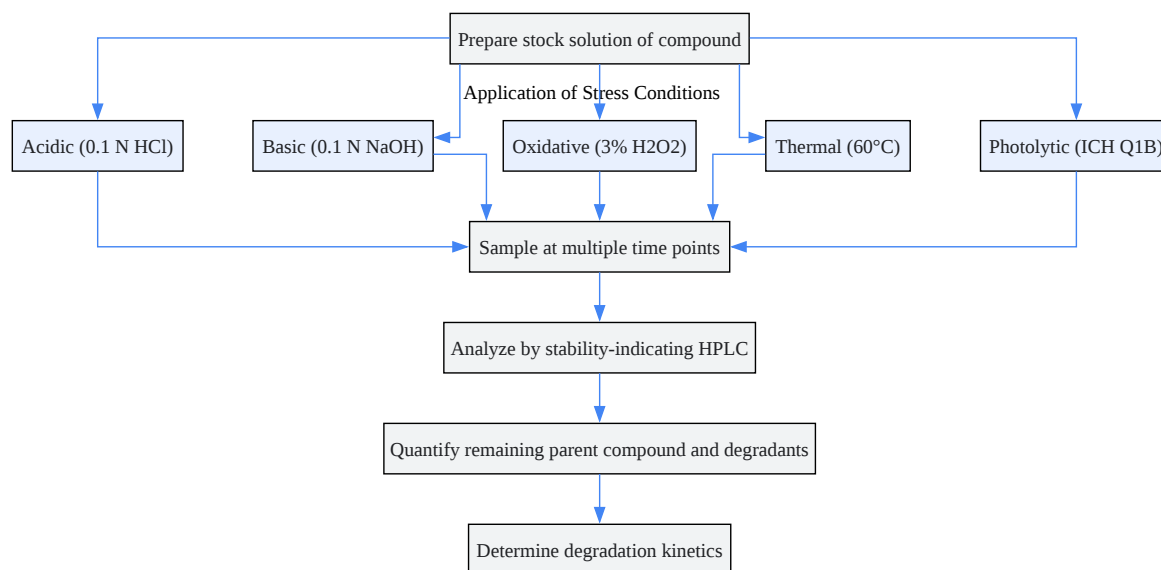 Prepare stock solution of compound
Application of Stress Conditions
Acidic (0.1 N HCl)
Basic (0.1 N NaOH)
Oxidative (3% H2O2)
Thermal (60°C)
Photolytic (ICH Q1B)
Sample at multiple time points
Analyze by stability-indicating HPLC
Quantify remaining parent compound and degradants
Determine degradation kinetics